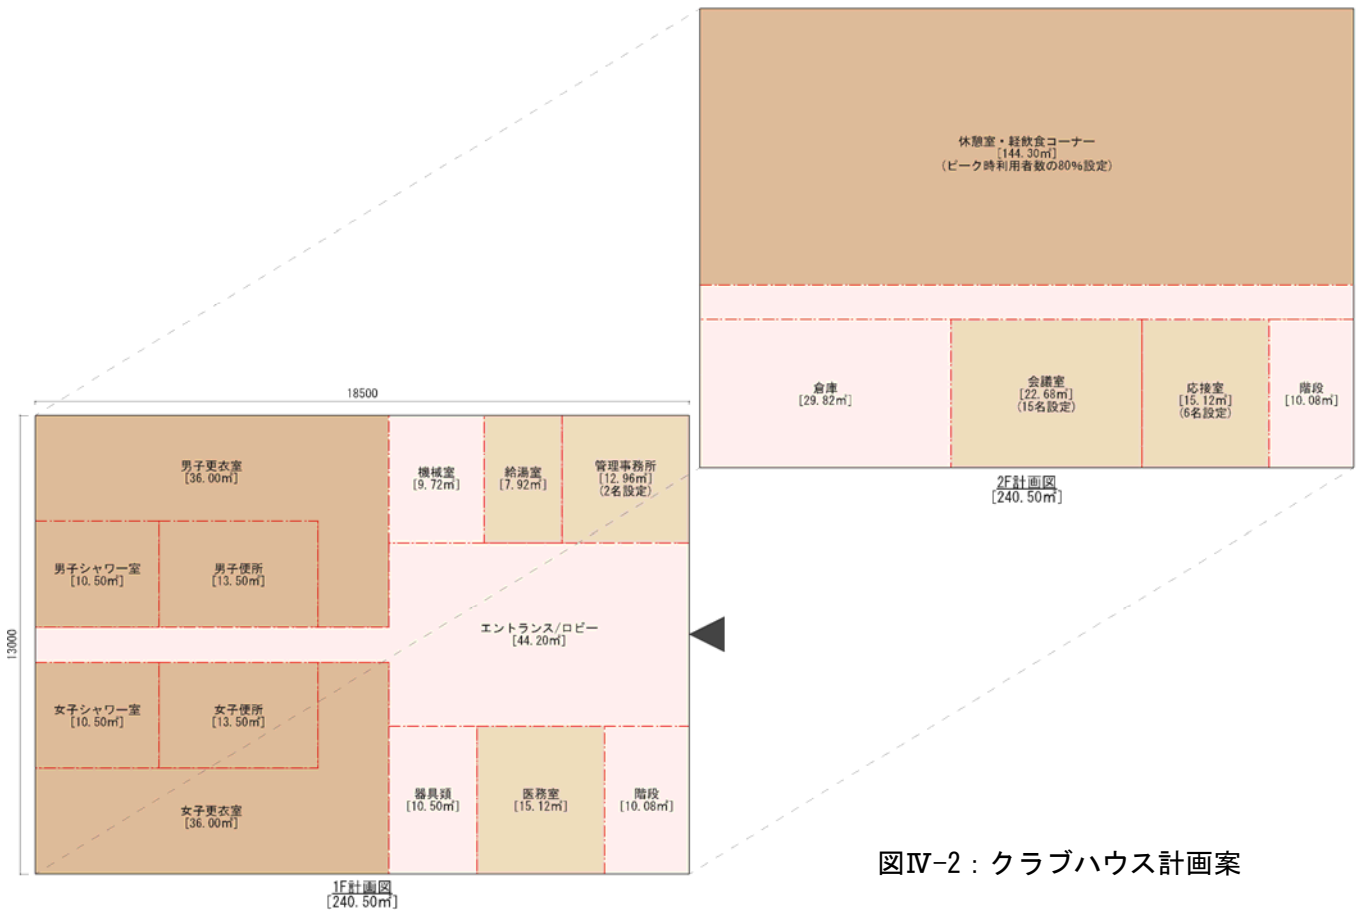 休憩室・軽飲食コーナー
[144.30㎡]
(ピーク時利用者数の80%設定)
倉庫
[29.82㎡]
会議室
[22.68㎡]
(15名設定)
応接室
[15.12㎡]
(6名設定)
階段
[10.08㎡]
2F計画図
[240.50㎡]
18500
13000
男子更衣室
[36.00㎡]
機械室
[9.72㎡]
給湯室
[7.92㎡]
管理事務所
[12.96㎡]
(2名設定)
男子シャワー室
[10.50㎡]
男子便所
[13.50㎡]
エントランス/ロビー
[44.20㎡]
女子シャワー室
[10.50㎡]
女子便所
[13.50㎡]
女子更衣室
[36.00㎡]
器具類
[10.50㎡]
医務室
[15.12㎡]
階段
[10.08㎡]
1F計画図
[240.50㎡]
図Ⅳ-2：クラブハウス計画案